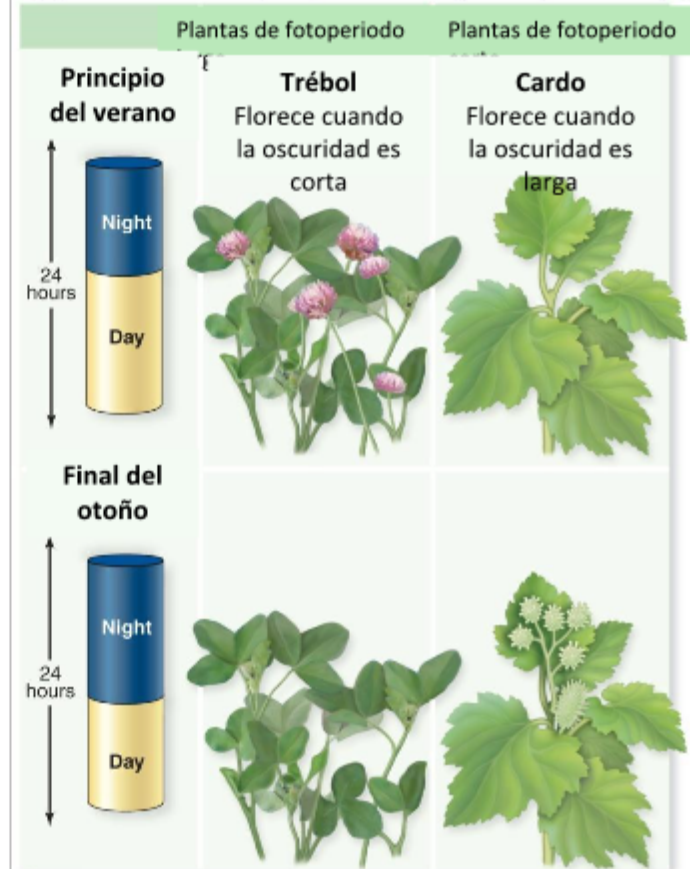 Plantas de fotoperiodo
Plantas de fotoperiodo
Principio
del verano
Trébol
Florece cuando
la oscuridad es
corta
Cardo
Florece cuando
la oscuridad es
larga
Night
24
hours
Day
Final del
otoño
Night
24
hours
Day